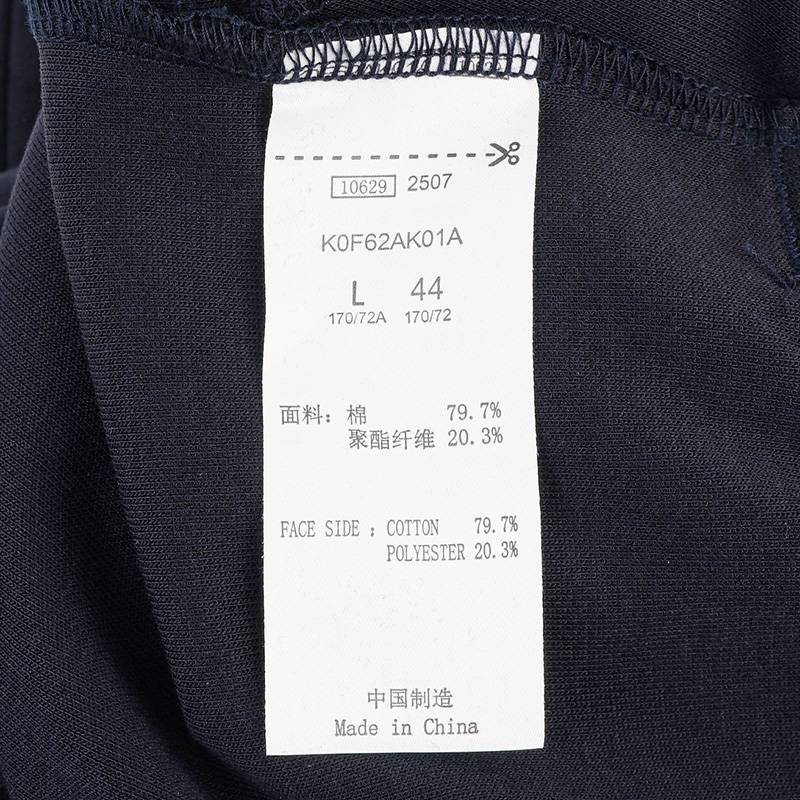 10629 2507
K0F62AK01A
L 44
170/72A 170/72
面料：棉 79.7%
聚酯纤维 20.3%
FACE SIDE : COTTON 79.7%
POLYESTER 20.3%
中国制造
Made in China